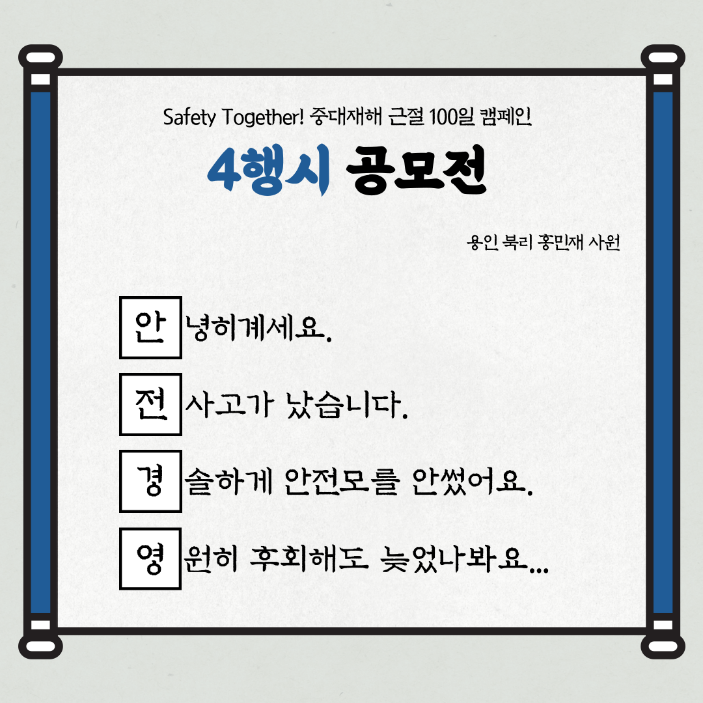 Safety Together! 중대재해 근절 100일 캠페인
4행시 공모전
용인 북리 홍민재 사원
안녕히계세요.
전사고가 났습니다.
경솔하게 안전모를 안썼어요.
영원히 후회해도 늦었나봐요...